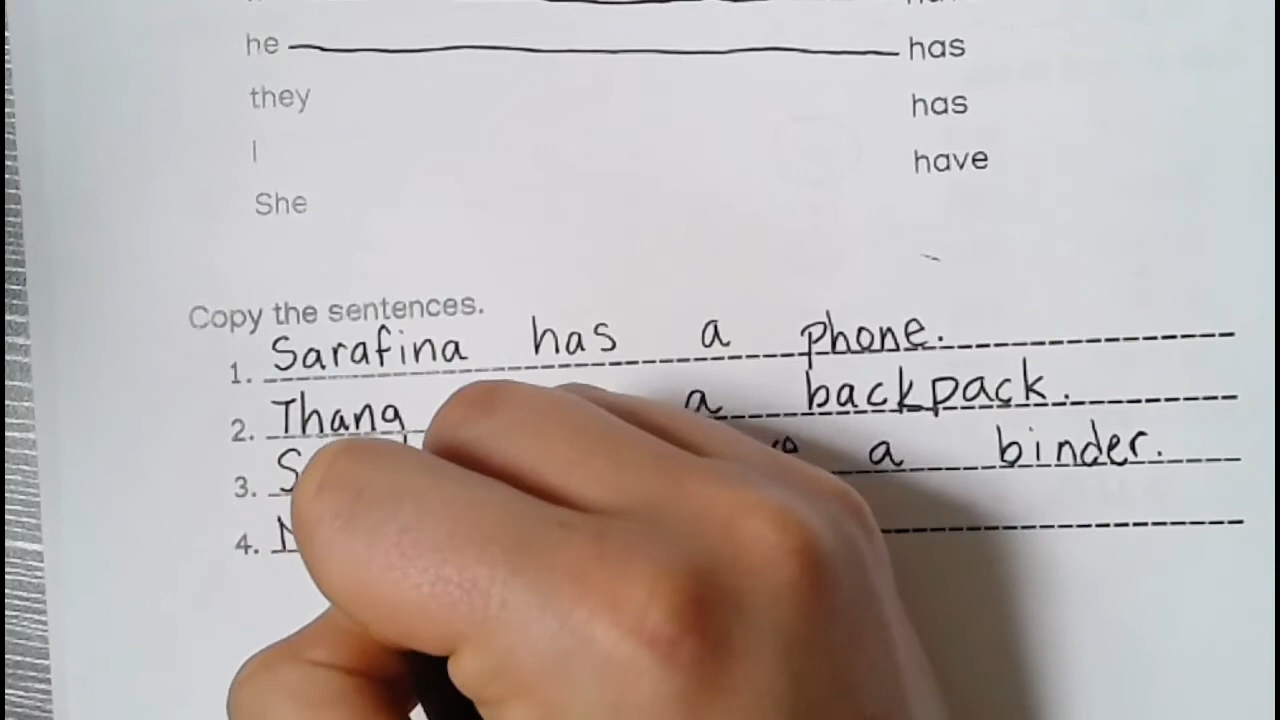 he has
they has
I have
She
Copy the sentences.
1. Sarafina has a phone.
2. Thang a backpack.
3. a binder.
4.